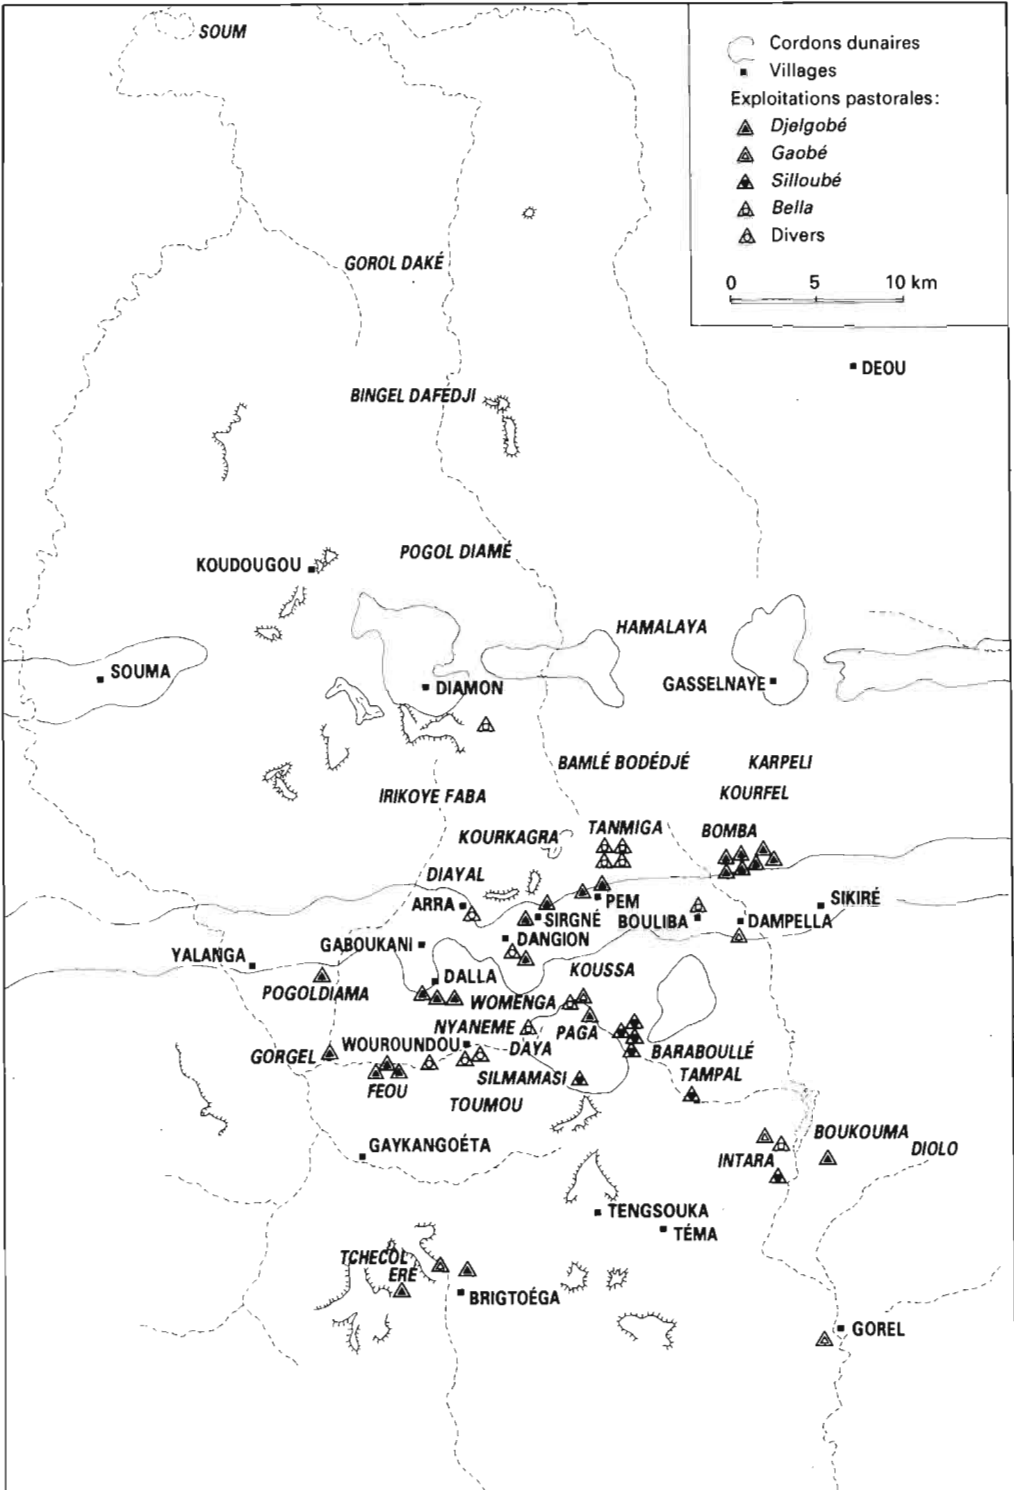 SOUM
Cordons dunaires
Villages
Exploitations pastorales:
Djelgobé
Gaobé
Silloubé
Bella
Divers
0 5 10 km
GOROL DAKÉ
DEOU
BINGEL DAFEDJI
POGOL DIAMÉ
KOUDOUGOU
HAMALAYA
SOUMA
DIAMON
GASSELNAYE
BAMLÉ BODÉDJÉ
KARPELI
IRIKOYE FABA
KOURFEL
KOURKAGRA
TANMIGA
BOMBA
DIAYAL
ARRA
PEM
SIKIRÉ
SIRGNÉ
BOULIBA
DAMPELLA
GABOUKANI
DANGION
YALANGA
DALLA
KOUSSA
POGOLDIAMA
WOMENGA
NYANEME
PAGA
WOUROUNDOU
DAYA
BARABOULLÉ
GORGEL
FEOU
SILMAMASI
TAMPAL
TOUMOU
GAYKANGOÉTA
BOUKOUMA
DIOLO
INTARA
TENGSOUKA
TÉMA
TCHECOL
ERÉ
BRIGTOÉGA
GOREL